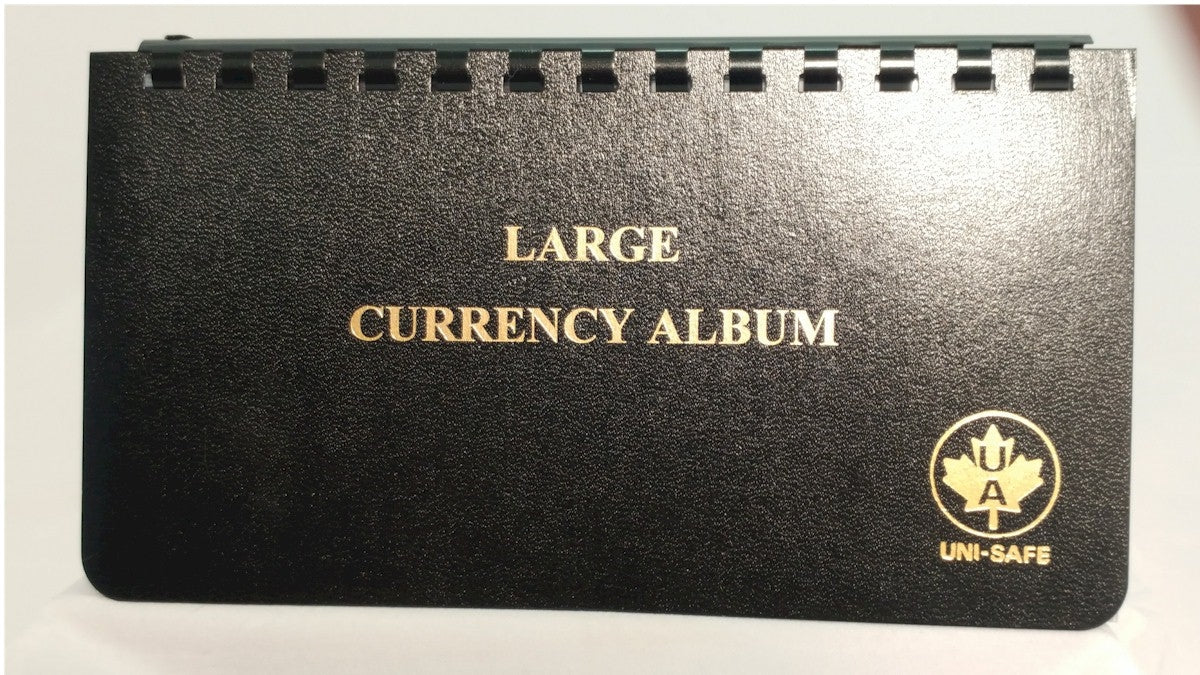 LARGE
CURRENCY ALBUM
U
A
UNI-SAFE